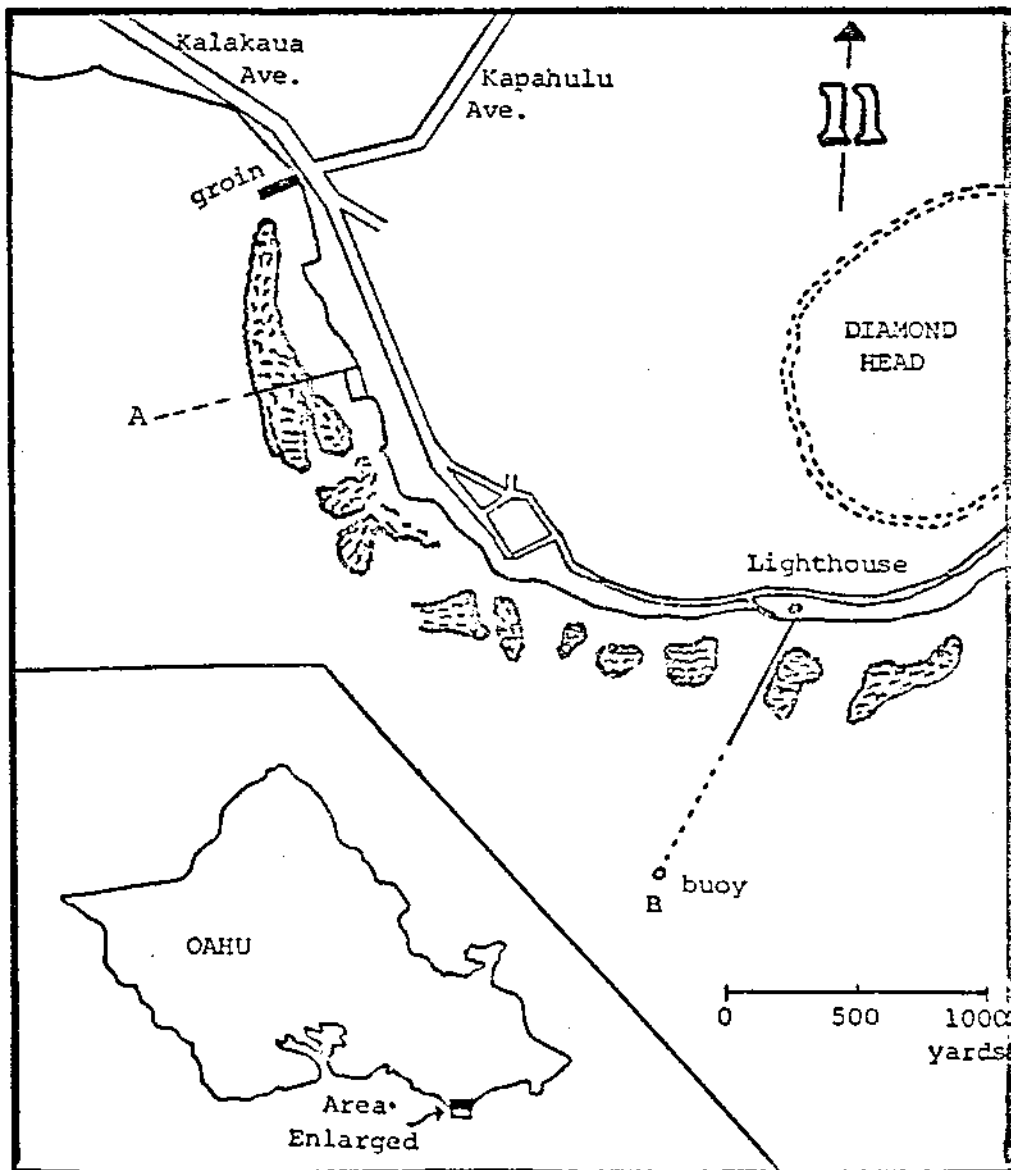 Kalakaua
Ave.
Kapahulu
Ave.
groin
A
DIAMOND
HEAD
Lighthouse
buoy
B
OAHU
0 500 1000
yards
Area
Enlarged